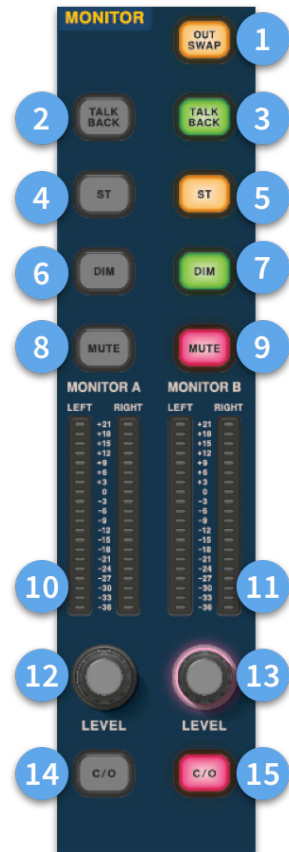 MONITOR
OUT
SWAP
1
2
TALK
BACK
TALK
BACK
3
4
ST
ST
5
6
DIM
DIM
7
8
MUTE
MUTE
9
MONITOR A
MONITOR B
LEFT RIGHT
LEFT RIGHT
+21 +21
+18 +18
+15 +15
+12 +12
+9 +9
+6 +6
+3 +3
0 0
-3 -3
-6 -6
-9 -9
-12 -12
-15 -15
-18 -18
-21 -21
-24 -24
-27 -27
-30 -30
-33 -33
-36 -36
10
11
12
13
LEVEL
LEVEL
14
C/O
C/O
15